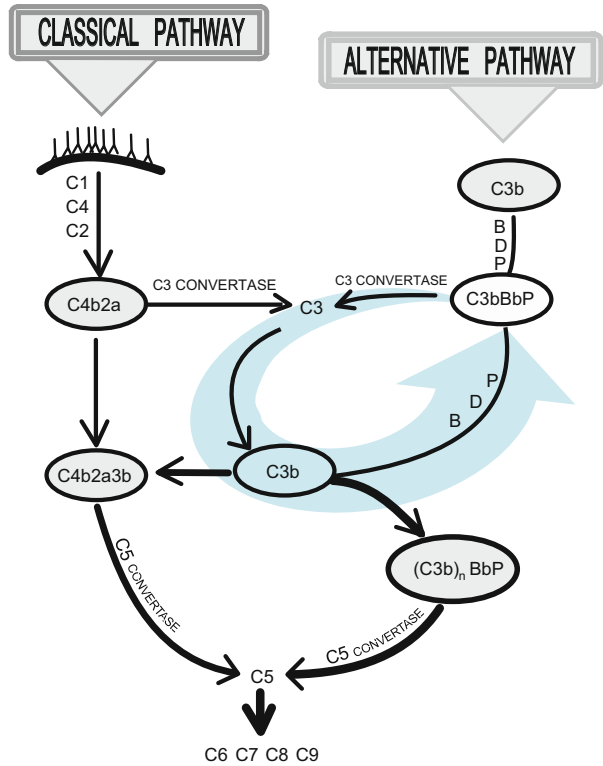 CLASSICAL PATHWAY
ALTERNATIVE PATHWAY
C1
C4
C2
C3b
B
D
P
C4b2a
C3 CONVERTASE
C3
C3 CONVERTASE
C3bBbP
P
D
B
C4b2a3b
C3b
(C3b)n BbP
C5 CONVERTASE
C5 CONVERTASE
C5
C6 C7 C8 C9